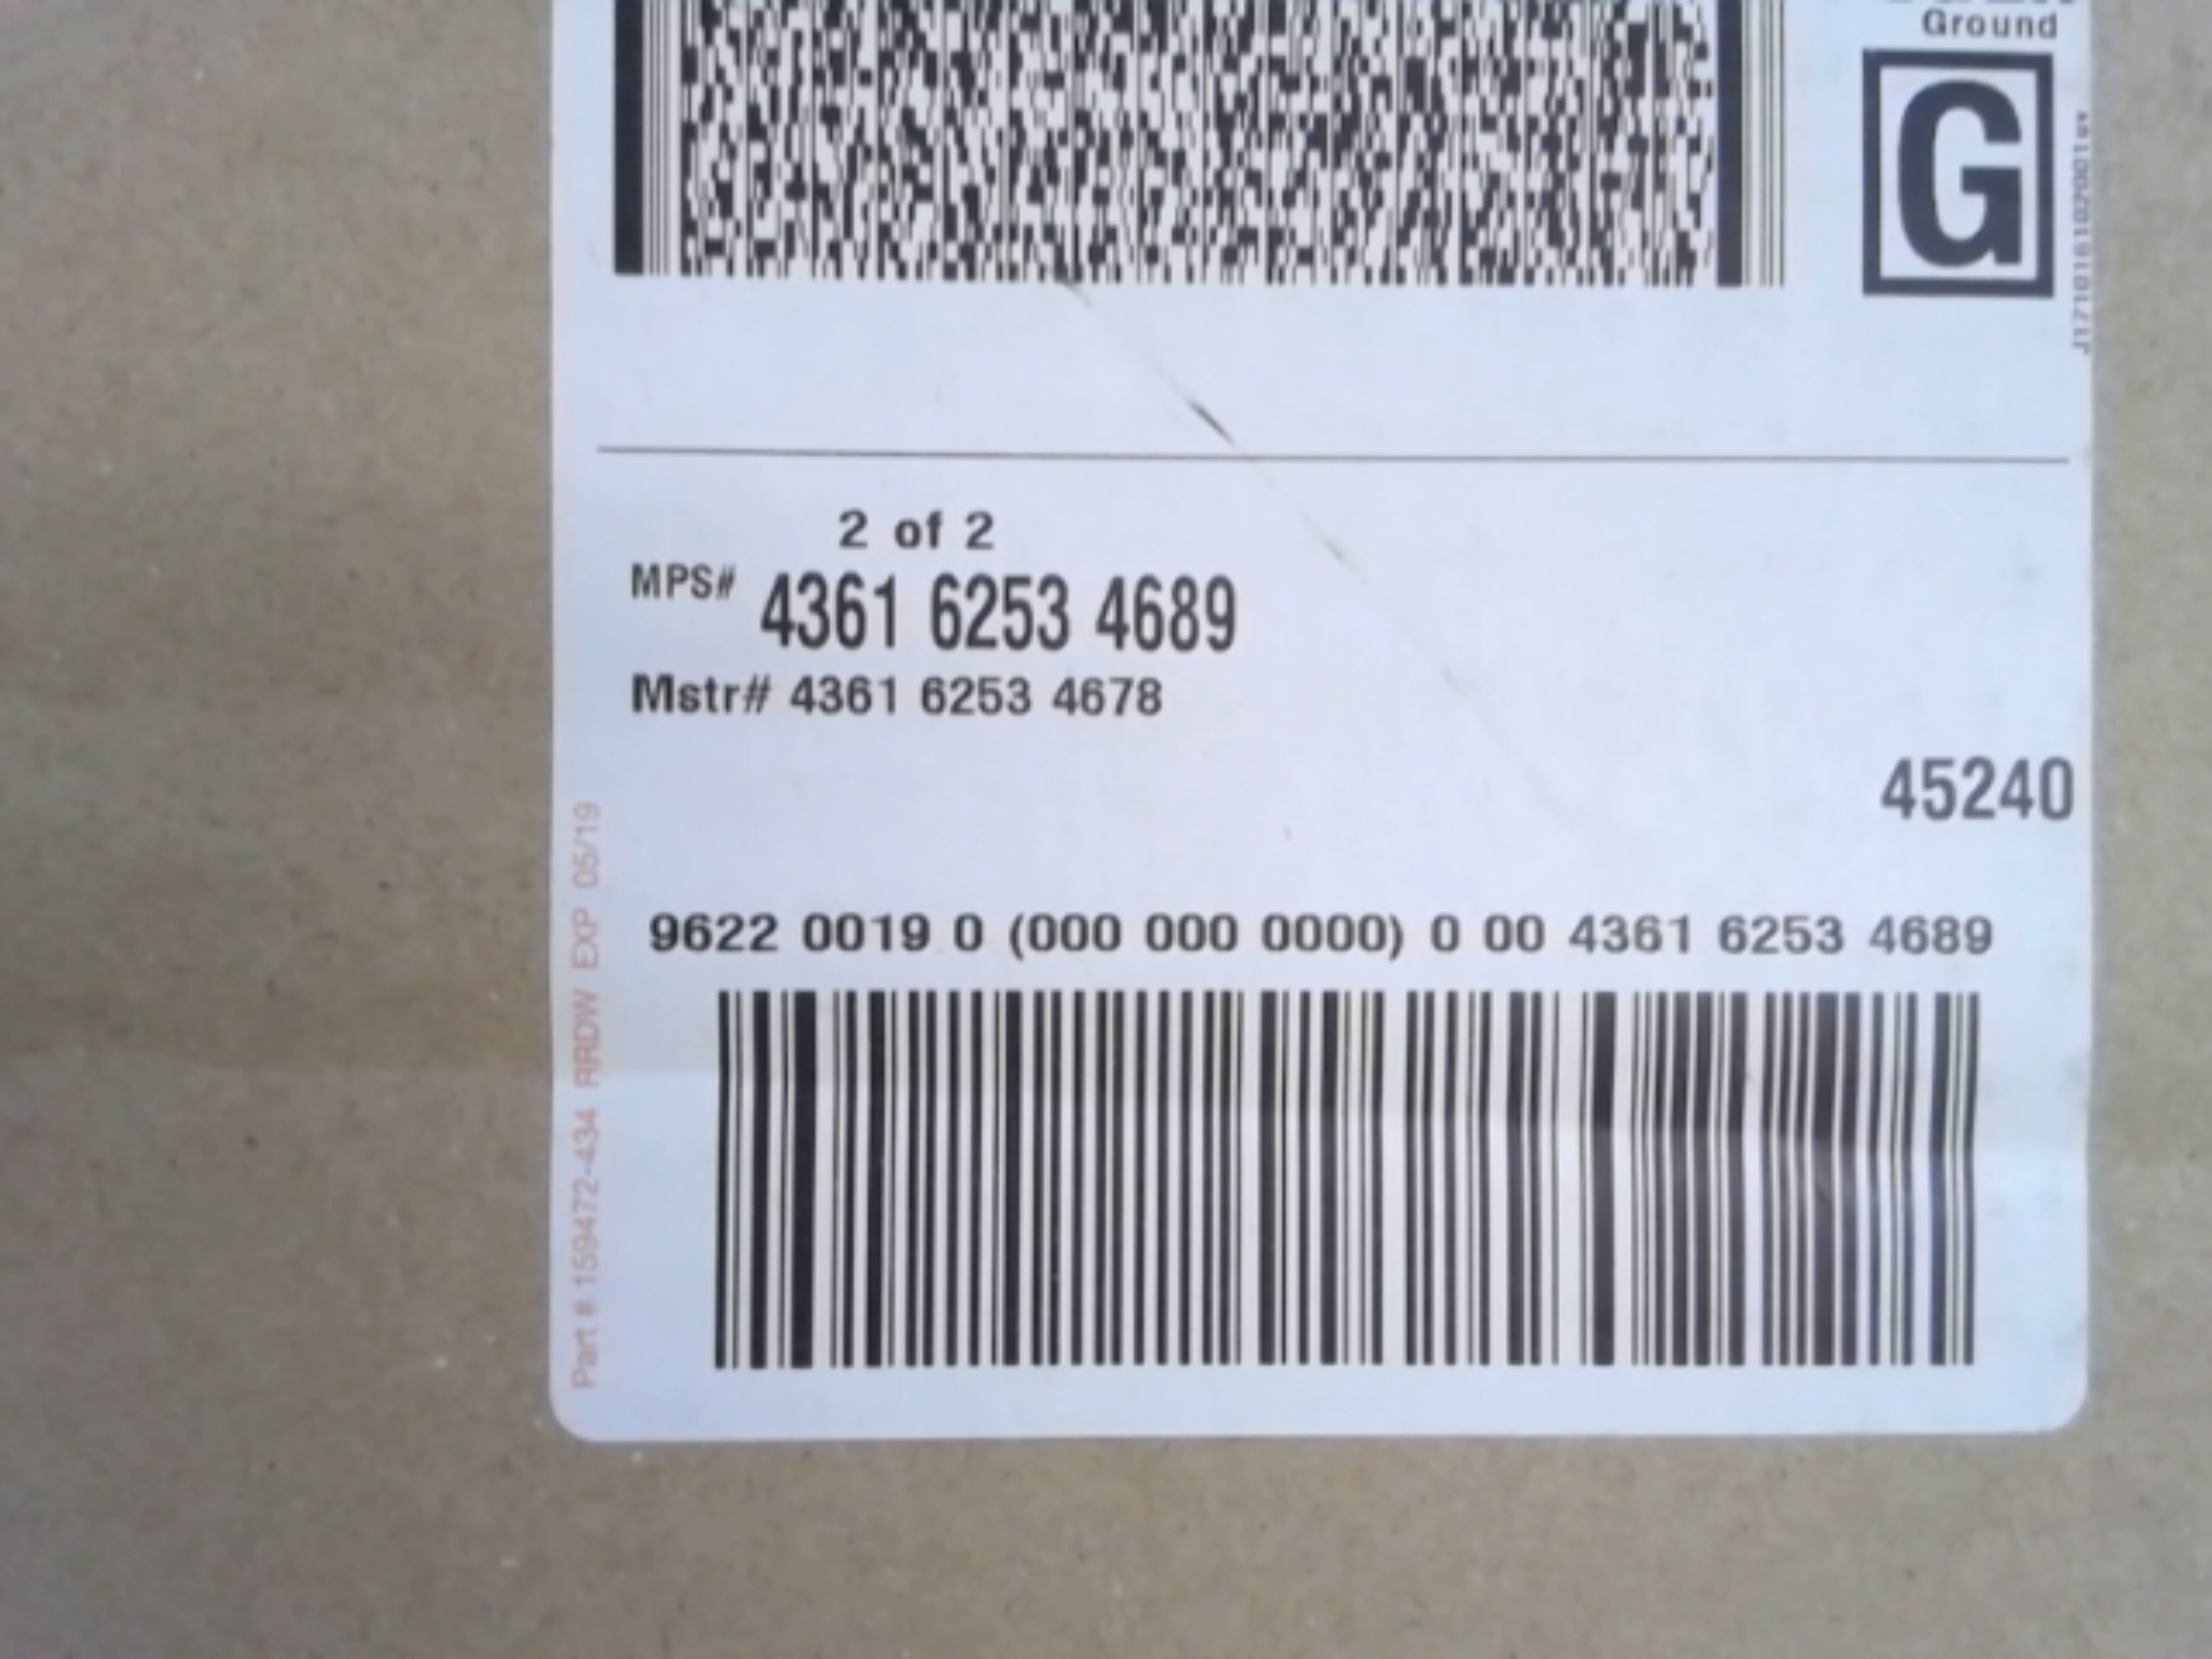 Ground
G
J171016102001uv
2 of 2
MPS# 4361 6253 4689
Mstr# 4361 6253 4678
45240
9622 0019 0 (000 000 0000) 0 00 4361 6253 4689
Part # 159472-434 RRDW EXP 05/19